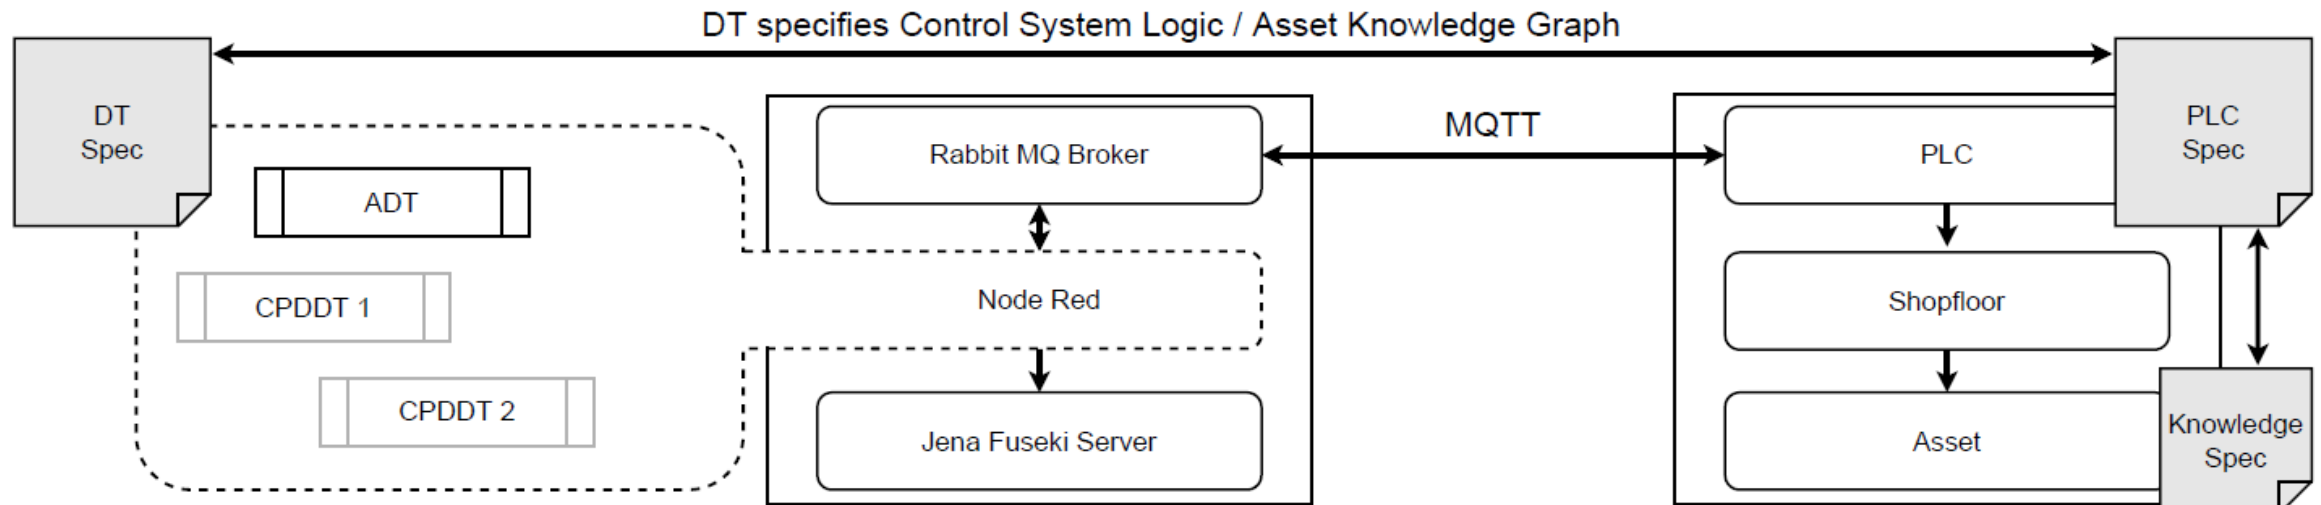 DT specifies Control System Logic / Asset Knowledge Graph
DT
Spec
ADT
CPDDT 1
CPDDT 2
Rabbit MQ Broker
Node Red
Jena Fuseki Server
MQTT
PLC
Shopfloor
Asset
PLC
Spec
Knowledge
Spec